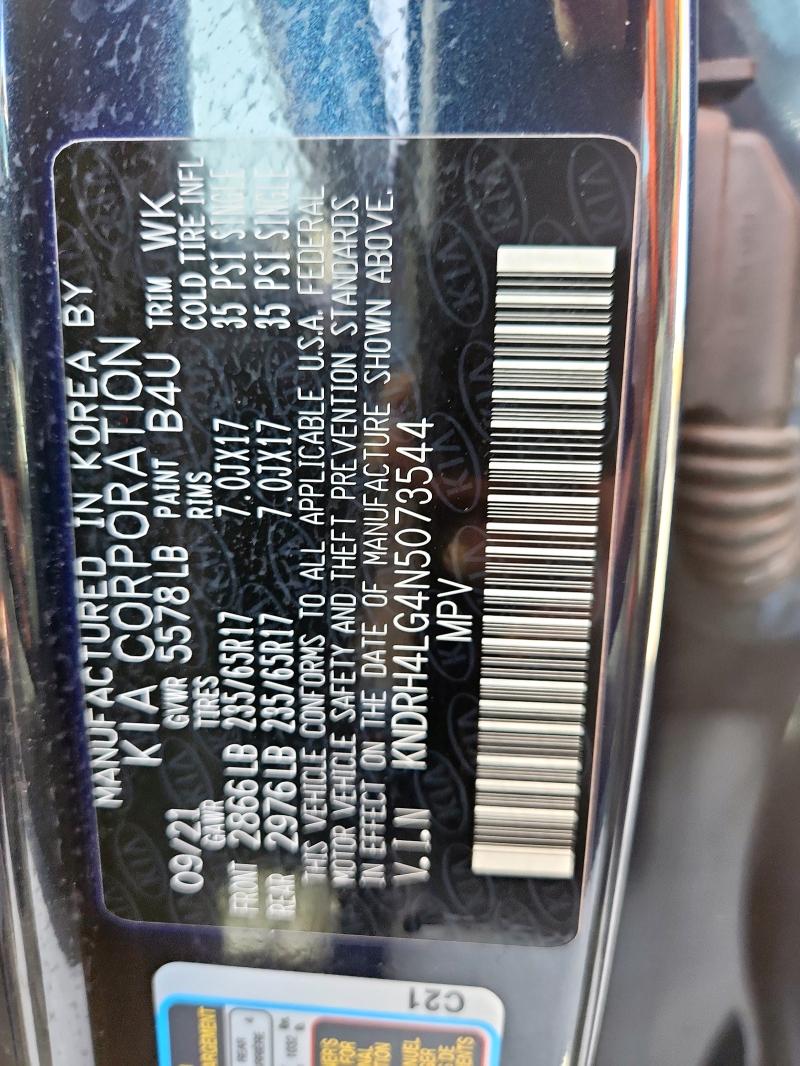 MANUFACTURED IN KOREA BY
KIA CORPORATION
09/21 GVWR 5578LB PAINT B4U TRIM WK
GAWR TIRES RIMS COLD TIRE INFL
FRONT 2866LB 235/65R17 7.0JX17 35 PSI SINGLE
REAR 2976LB 235/65R17 7.0JX17 35 PSI SINGLE
THIS VEHICLE CONFORMS TO ALL APPLICABLE U.S.A. FEDERAL
MOTOR VEHICLE SAFETY AND THEFT PREVENTION STANDARDS
IN EFFECT ON THE DATE OF MANUFACTURE SHOWN ABOVE.
V.I.N KNDRH4LG4N5073544
MPV
KIA
C21
REAR 4